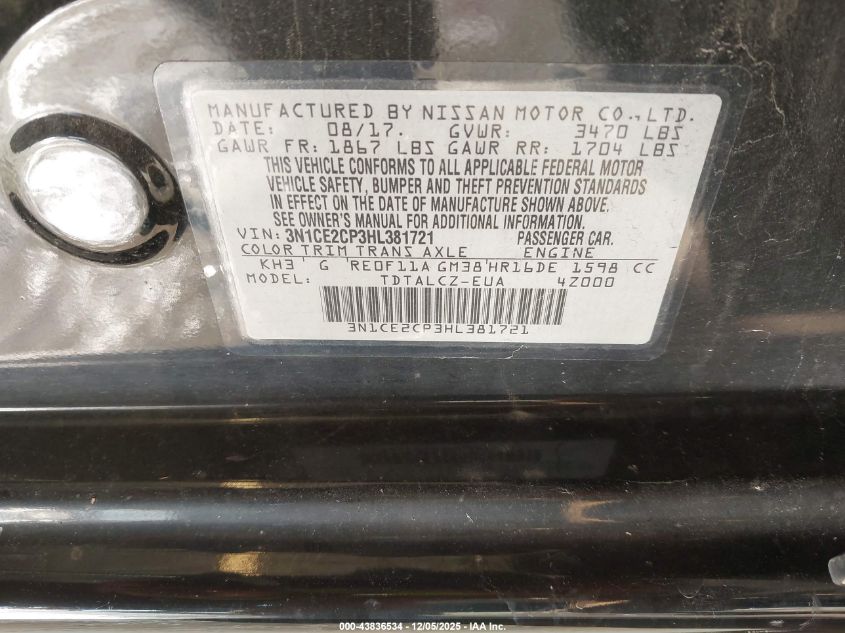 MANUFACTURED BY NISSAN MOTOR CO., LTD.
DATE: 08/17. GVWR: 3470 LBS
GAWR FR: 1867 LBS GAWR RR: 1704 LBS
THIS VEHICLE CONFORMS TO ALL APPLICABLE FEDERAL MOTOR
VEHICLE SAFETY, BUMPER AND THEFT PREVENTION STANDARDS
IN EFFECT ON THE DATE OF MANUFACTURE SHOWN ABOVE.
SEE OWNER'S MANUAL FOR ADDITIONAL INFORMATION.
VIN: 3N1CE2CP3HL381721 PASSENGER CAR.
COLOR TRIM TRANS AXLE ENGINE
KH3 G RE0F11A GM38 HR16DE 1598 CC
MODEL: TDTALCZ-EUA 4Z000
3N1CE2CP3HL381721
000-43836534 - 12/05/2025 - IAA Inc.